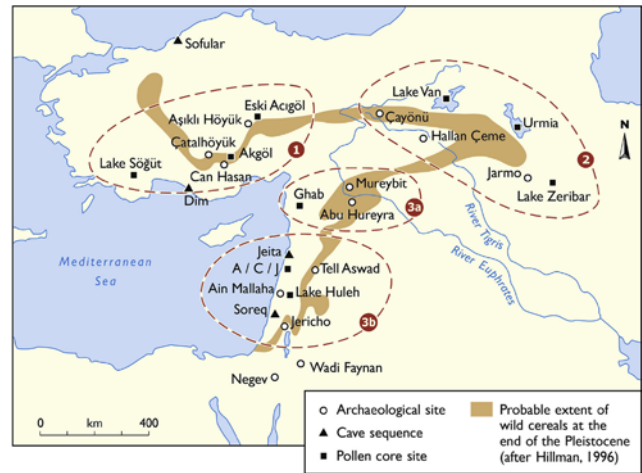 Sofular
Lake Van
Eski Acıgöl
Aşıklı Höyük
Çayönü
Urmia
N
Hallan Çeme
Çatalhöyük
Akgöl
1
2
Lake Söğüt
Can Hasan
Jarmo
Dim
Mureybit
Lake Zeribar
Ghab
3a
Abu Hureyra
River Tigris
River Euphrates
Mediterranean
Sea
Jeita
A / C / J
Tell Aswad
Ain Mallaha
Lake Huleh
Soreq
Jericho
3b
Wadi Faynan
Negev
0 km 400
Archaeological site
Cave sequence
Pollen core site
Probable extent of
wild cereals at the
end of the Pleistocene
(after Hillman, 1996)